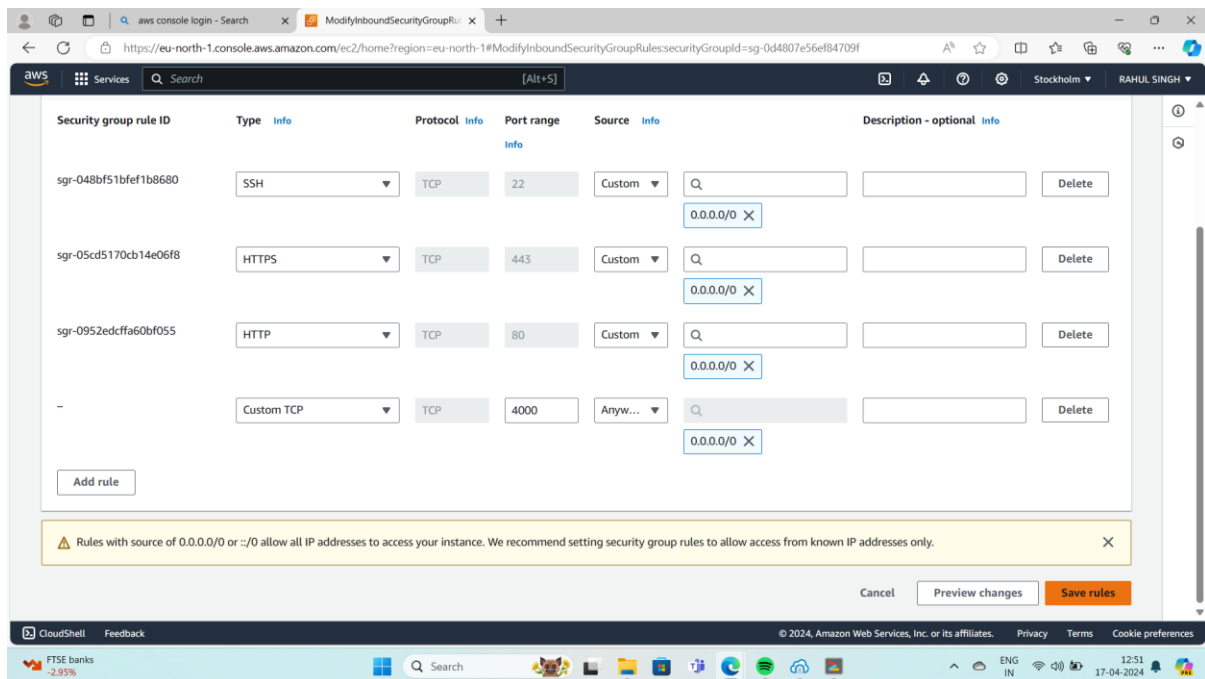 aws console login - Search
ModifyInboundSecurityGroupRul
https://eu-north-1.console.aws.amazon.com/ec2/home?region=eu-north-1#ModifyInboundSecurityGroupRules:securityGroupId=sg-0d4807e56ef84709f
aws Services Search [Alt+S] Stockholm RAHUL SINGH
Security group rule ID Type Info Protocol Info Port range Info Source Info Description - optional Info
sgr-048bf51bfef1b8680 SSH TCP 22 Custom Delete
0.0.0.0/0
sgr-05cd5170cb14e06f8 HTTPS TCP 443 Custom Delete
0.0.0.0/0
sgr-0952edcffa60bf055 HTTP TCP 80 Custom Delete
0.0.0.0/0
– Custom TCP TCP 4000 Anyw... Delete
0.0.0.0/0
Add rule
Rules with source of 0.0.0.0/0 or ::/0 allow all IP addresses to access your instance. We recommend setting security group rules to allow access from known IP addresses only.
Cancel Preview changes Save rules
CloudShell Feedback © 2024, Amazon Web Services, Inc. or its affiliates. Privacy Terms Cookie preferences
FTSE banks
-2.95%
Search
ENG
IN
12:51
17-04-2024